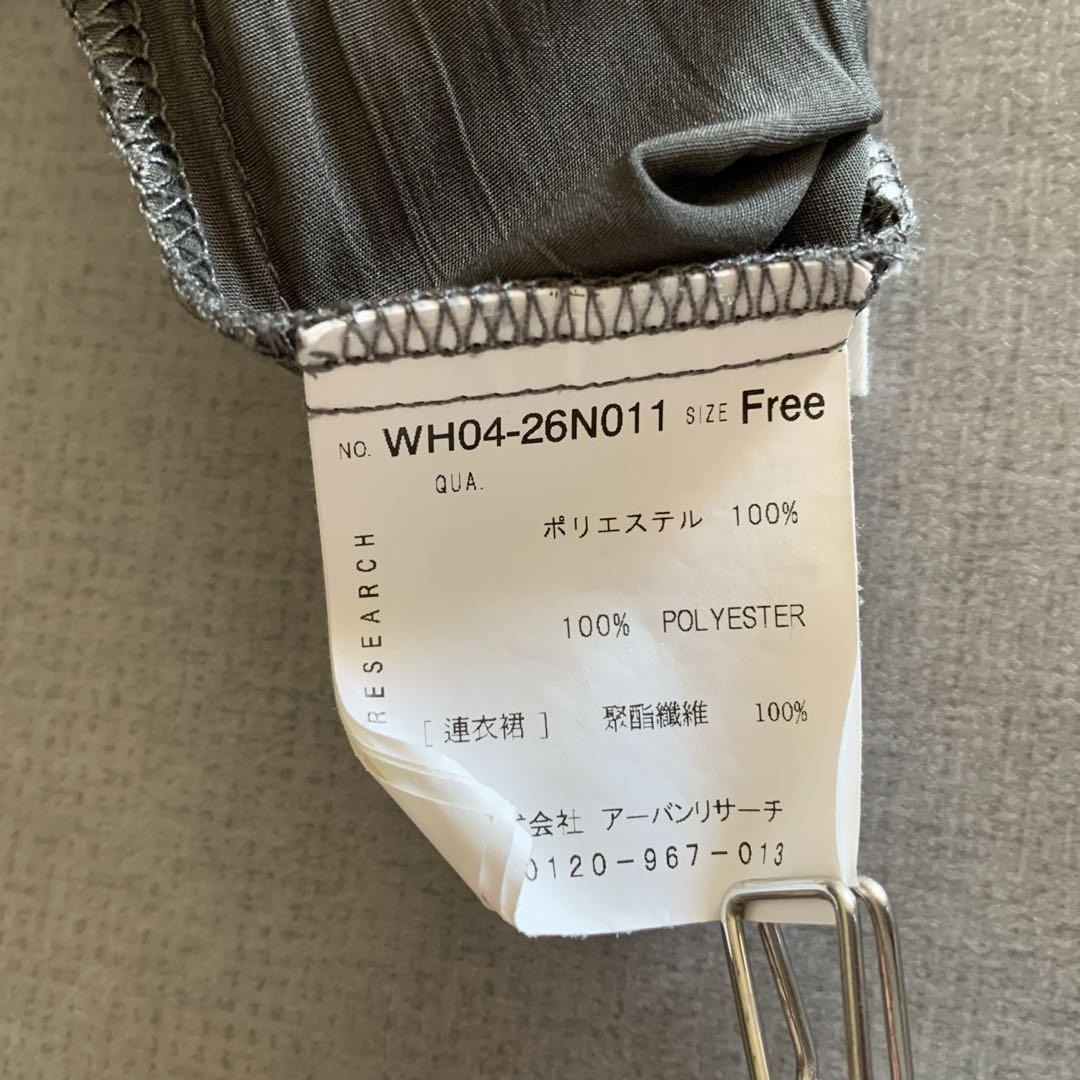 NO. WH04-26N011 SIZE Free
QUA.
ポリエステル 100%
100% POLYESTER
RESEARCH
[ 連衣裙 ] 聚酯纖維 100%
会社 アーバンリサーチ
0120-967-013